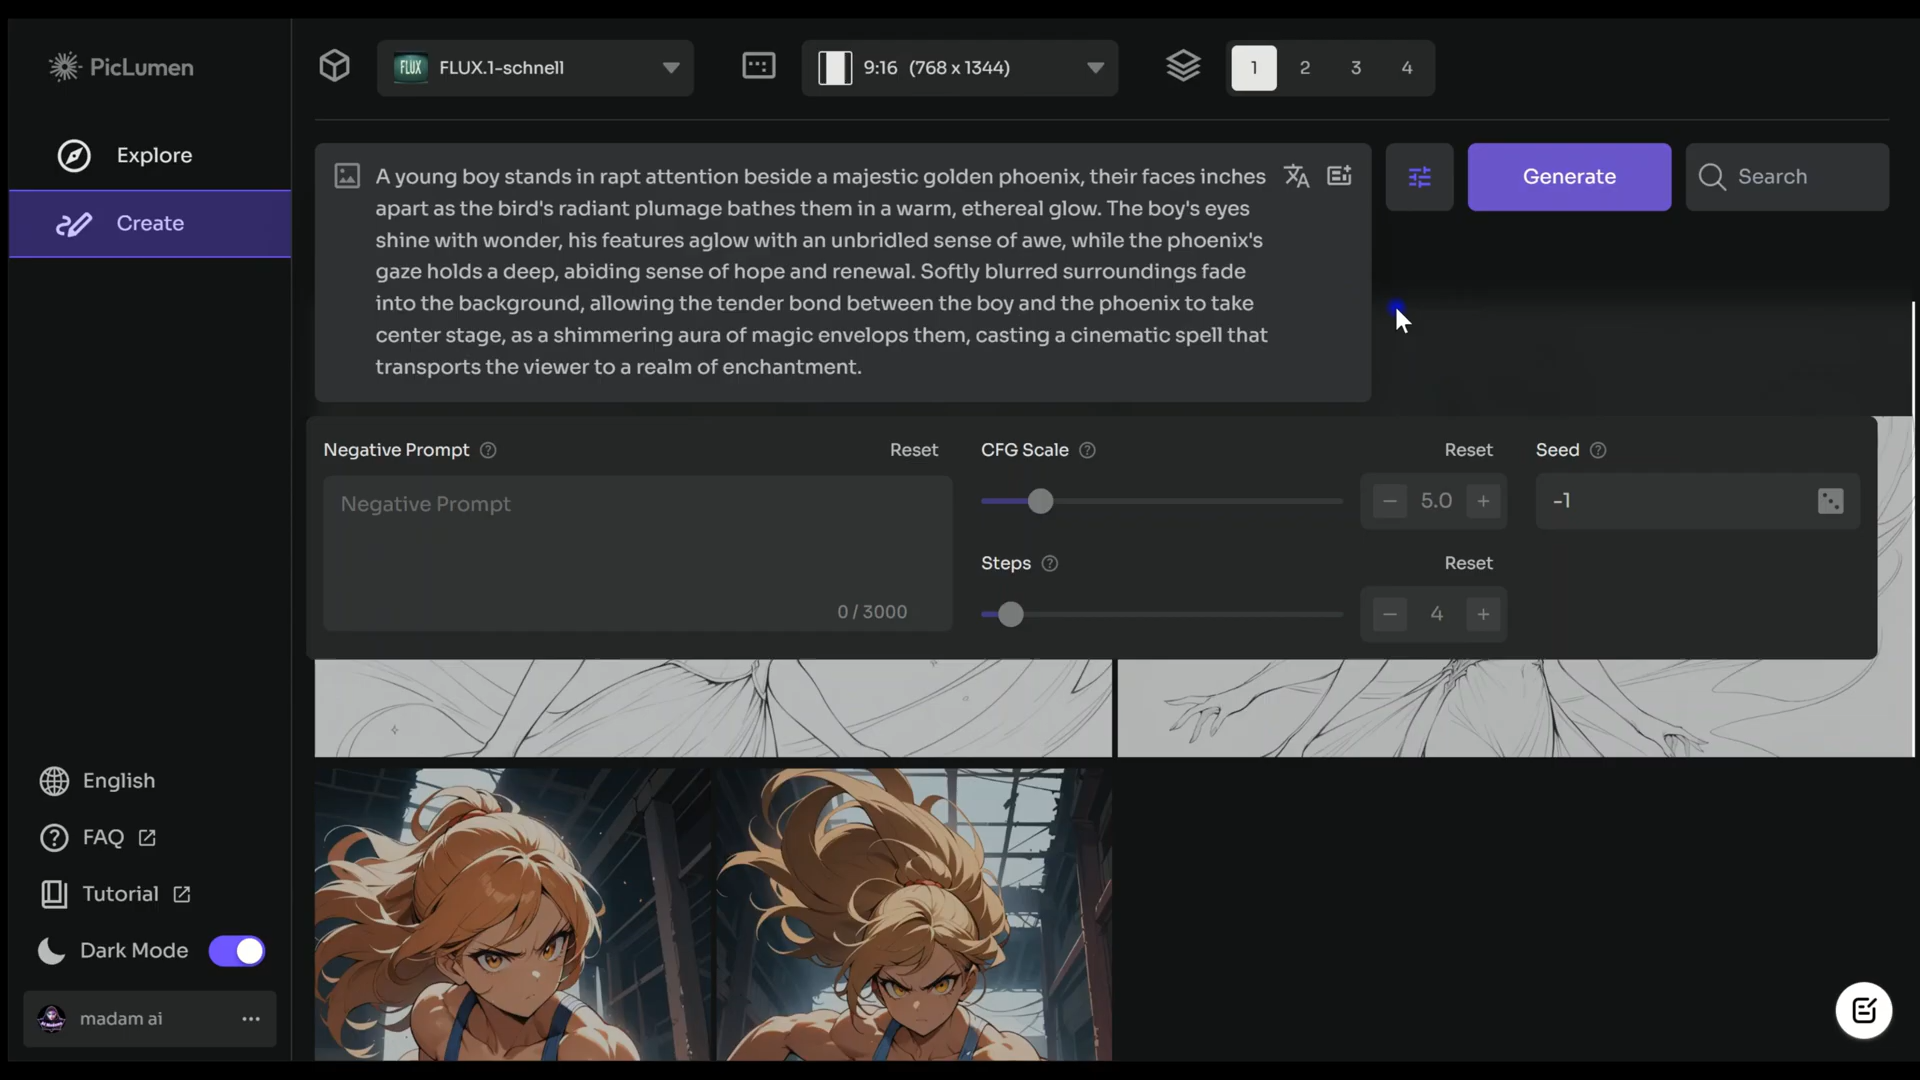 PicLumen
FLUX
FLUX.1-schnell
9:16 (768 x 1344)
1 2 3 4
Explore
Create
A young boy stands in rapt attention beside a majestic golden phoenix, their faces inches
apart as the bird's radiant plumage bathes them in a warm, ethereal glow. The boy's eyes
shine with wonder, his features aglow with an unbridled sense of awe, while the phoenix's
gaze holds a deep, abiding sense of hope and renewal. Softly blurred surroundings fade
into the background, allowing the tender bond between the boy and the phoenix to take
center stage, as a shimmering aura of magic envelops them, casting a cinematic spell that
transports the viewer to a realm of enchantment.
Generate
Search
Negative Prompt
Reset
Negative Prompt
0 / 3000
CFG Scale
Reset
5.0
Steps
Reset
4
Seed
-1
English
FAQ
Tutorial
Dark Mode
madam ai